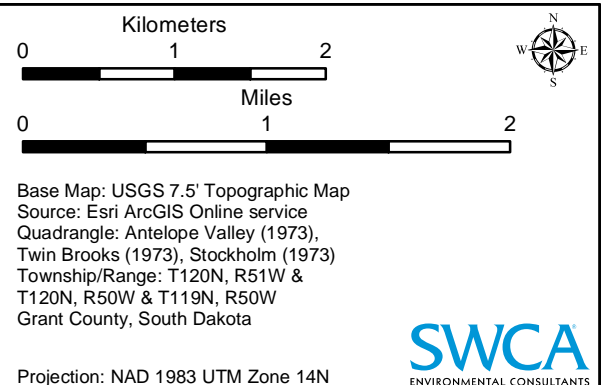 Kilometers
0 1 2
Miles
0 1 2
N
W E
S
Base Map: USGS 7.5' Topographic Map
Source: Esri ArcGIS Online service
Quadrangle: Antelope Valley (1973),
Twin Brooks (1973), Stockholm (1973)
Township/Range: T120N, R51W &
T120N, R50W & T119N, R50W
Grant County, South Dakota
Projection: NAD 1983 UTM Zone 14N
SWCA
ENVIRONMENTAL CONSULTANTS